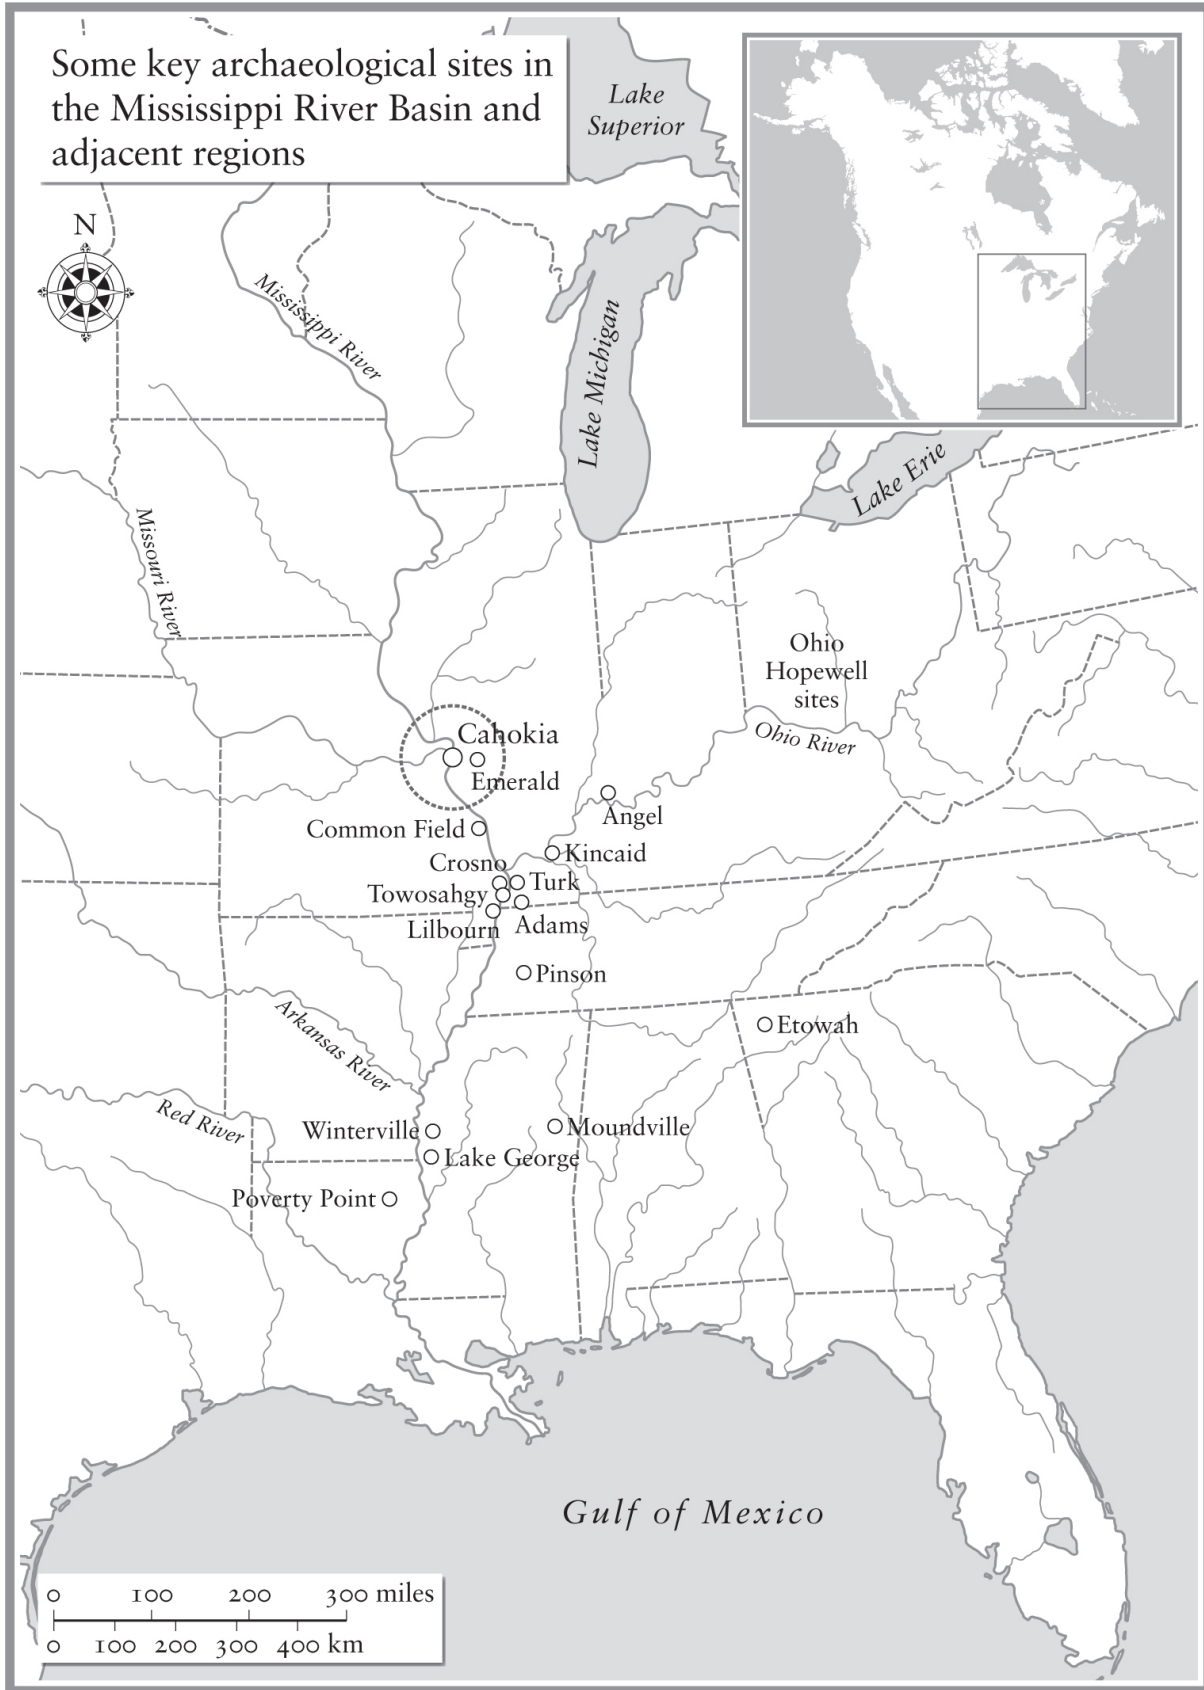 Some key archaeological sites in
the Mississippi River Basin and
adjacent regions
Lake
Superior
N
Mississippi River
Lake Michigan
Lake Erie
Missouri River
Ohio
Hopewell
sites
Ohio River
Cahokia
Emerald
Angel
Common Field
Kincaid
Crosno
Turk
Towosahgy
Lilbourn
Adams
Pinson
Etowah
Arkansas River
Red River
Winterville
Moundville
Lake George
Poverty Point
Gulf of Mexico
0 100 200 300 miles
0 100 200 300 400 km